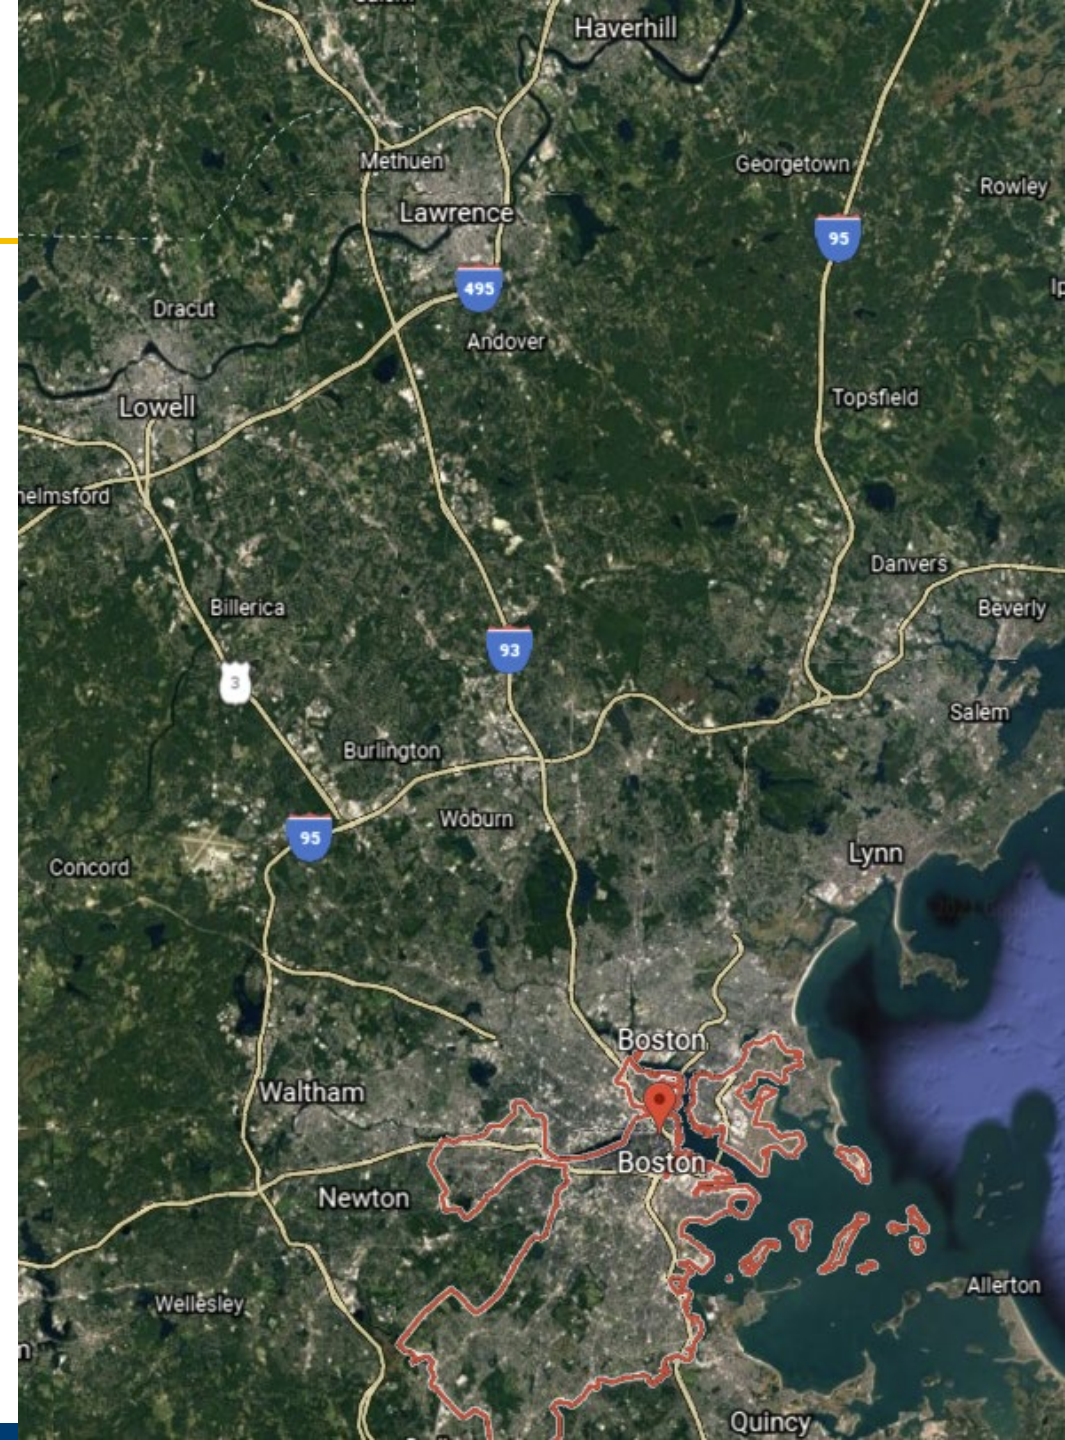 Haverhill
Methuen
Georgetown
Rowley
Lawrence
95
495
Dracut
Andover
Topsfield
Lowell
helmsford
Danvers
Billerica
Beverly
93
3
Salem
Burlington
Woburn
95
Lynn
Concord
Boston
Waltham
Boston
Newton
Allerton
Wellesley
Quincy